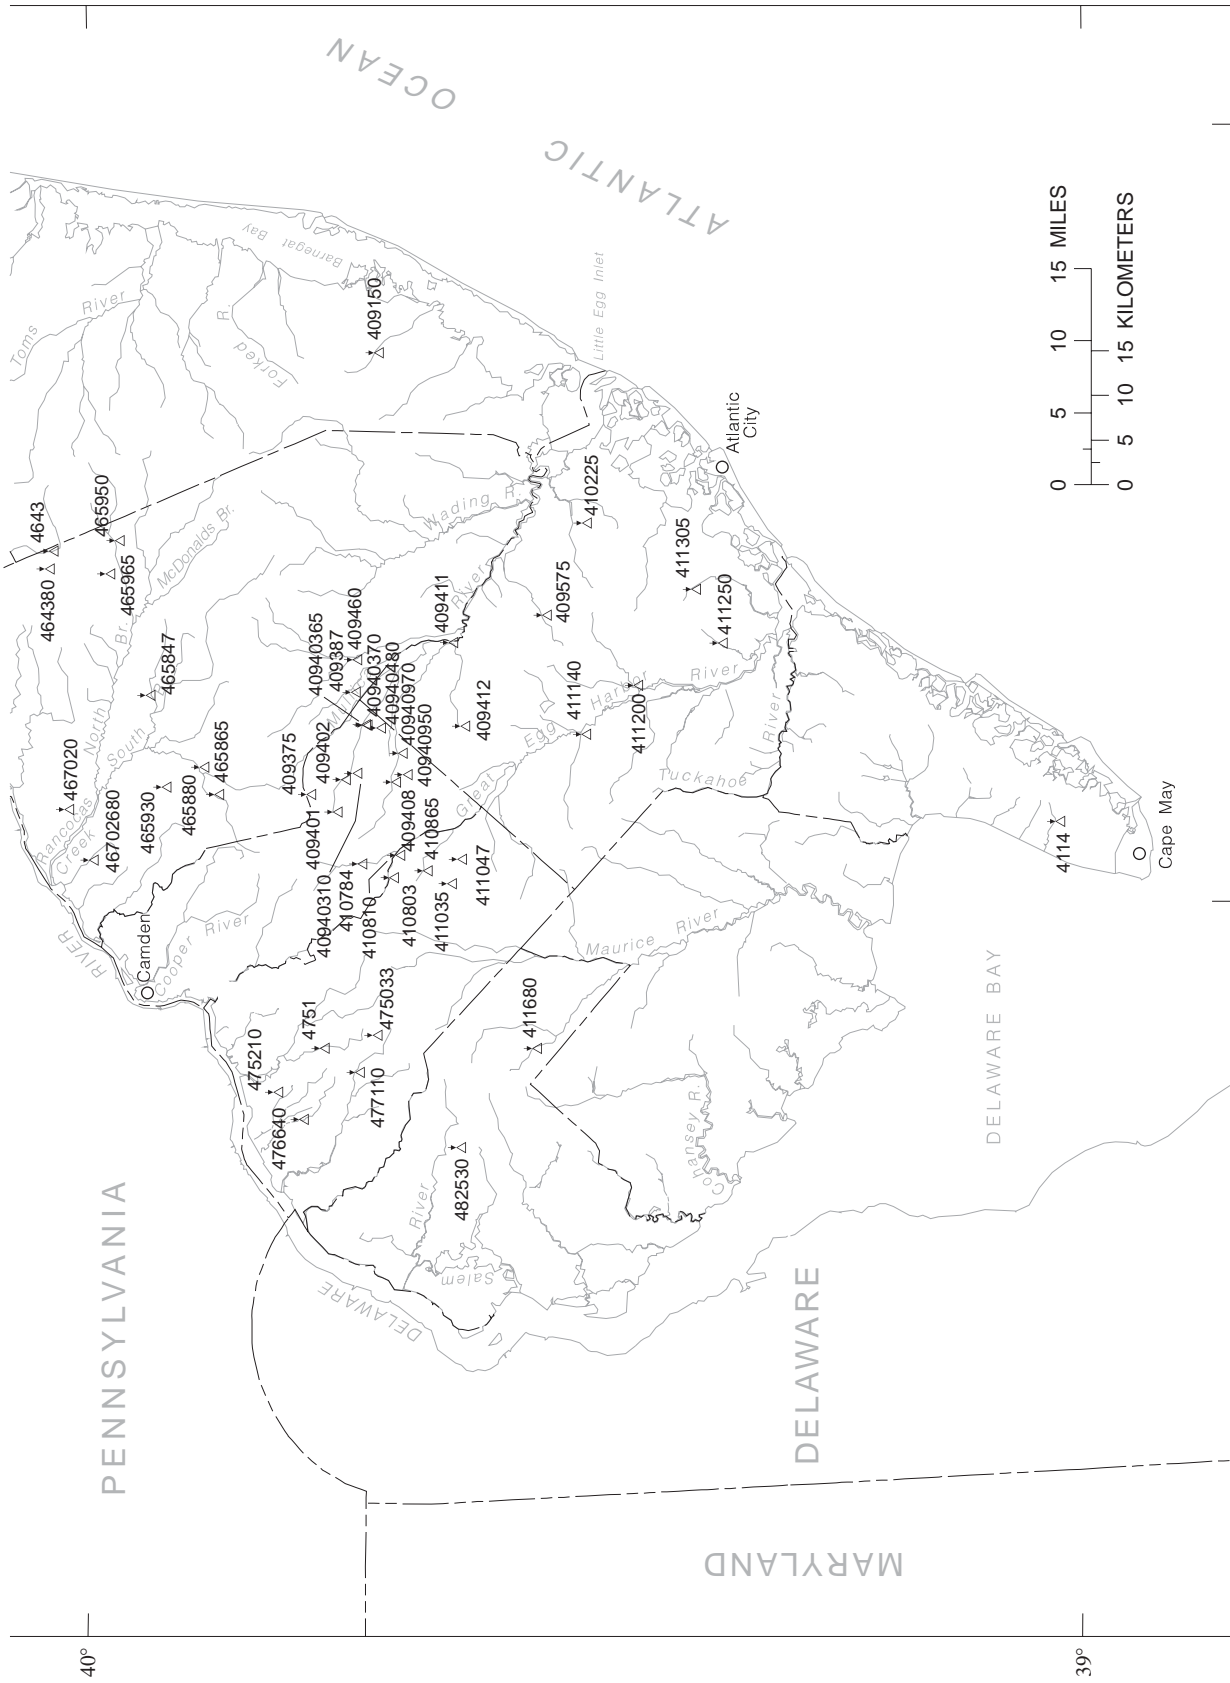 40°
39°
PENNSYLVANIA
MARYLAND
DELAWARE
DELAWARE BAY
ATLANTIC
OCEAN
DELAWARE
RIVER
Camden
Cooper River
Rancocas
Creek
North
Br.
South
McDonalds Br.
Toms
River
Forked
R.
Barnegat Bay
Little Egg Inlet
Wading R.
River
Mullica
Great
Egg
Harbor
River
Tuckahoe
River
Maurice River
Cohansey R.
Salem
River
Atlantic
City
Cape May
4643
464380
465950
465965
465847
467020
46702680
465930
465880
465865
409150
40940365
409387
409460
40940370
40940480
40940970
40940950
409375
409402
409401
409408
410865
40940310
410784
410810
410803
411035
411047
409411
409412
409575
410225
411305
411250
411140
411200
4114
475210
4751
475033
476640
477110
411680
482530
0 5 10 15 MILES
0 5 10 15 KILOMETERS